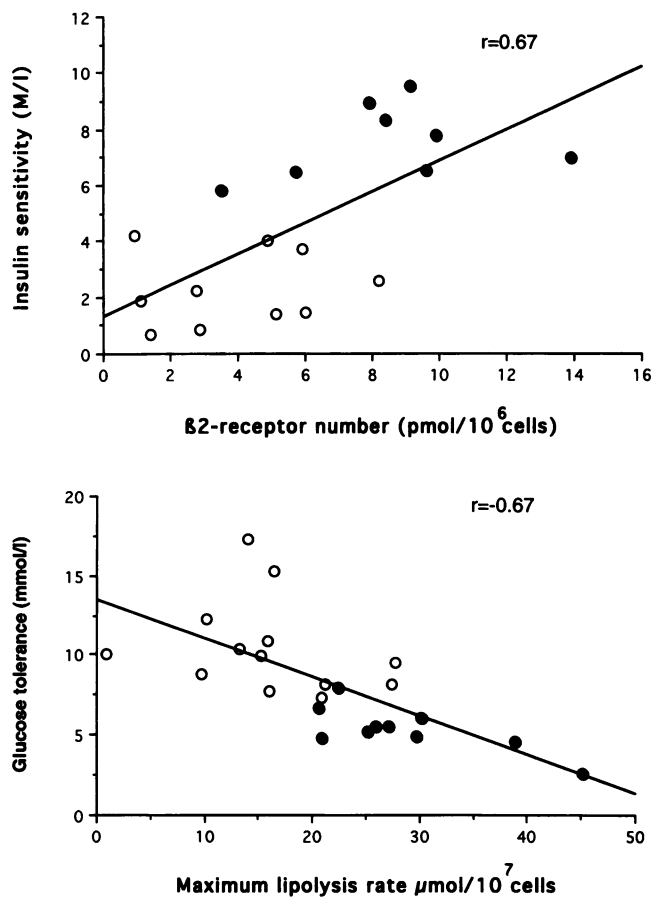 12
r=0.67
10
8
6
4
2
0
Insulin sensitivity (M/I)
0 2 4 6 8 10 12 14 16
ß2-receptor number (pmol/10⁶cells)
20
r=-0.67
15
10
5
0
Glucose tolerance (mmol/l)
0 10 20 30 40 50
Maximum lipolysis rate µmol/10⁷cells